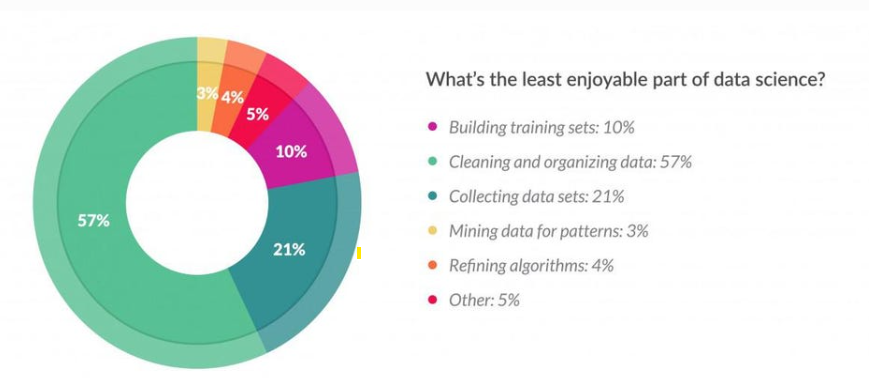 What's the least enjoyable part of data science?
Building training sets: 10%
Cleaning and organizing data: 57%
Collecting data sets: 21%
Mining data for patterns: 3%
Refining algorithms: 4%
Other: 5%
3%
4%
5%
10%
21%
57%